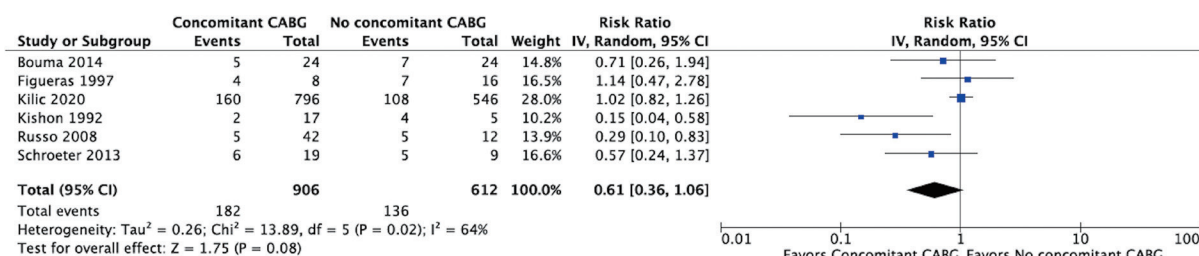 Concomitant CABG No concomitant CABG Risk Ratio Risk Ratio
Study or Subgroup Events Total Events Total Weight IV, Random, 95% CI IV, Random, 95% CI
Bouma 2014 5 24 7 24 14.8% 0.71 [0.26, 1.94]
Figueras 1997 4 8 7 16 16.5% 1.14 [0.47, 2.78]
Kilic 2020 160 796 108 546 28.0% 1.02 [0.82, 1.26]
Kishon 1992 2 17 4 5 10.2% 0.15 [0.04, 0.58]
Russo 2008 5 42 5 12 13.9% 0.29 [0.10, 0.83]
Schroeter 2013 6 19 5 9 16.6% 0.57 [0.24, 1.37]
Total (95% CI) 906 612 100.0% 0.61 [0.36, 1.06]
Total events 182 136
Heterogeneity: Tau² = 0.26; Chi² = 13.89, df = 5 (P = 0.02); I² = 64%
Test for overall effect: Z = 1.75 (P = 0.08)
0.01 0.1 1 10 100
Favors Concomitant CABG Favors No concomitant CABG